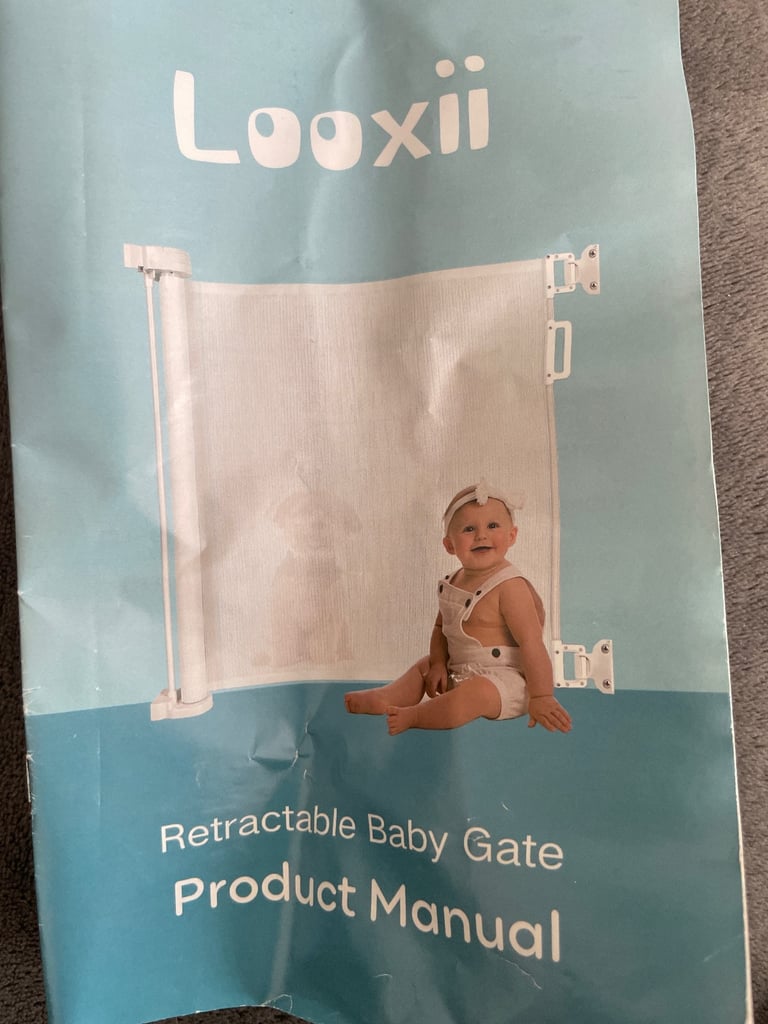 Looxii
Retractable Baby Gate
Product Manual